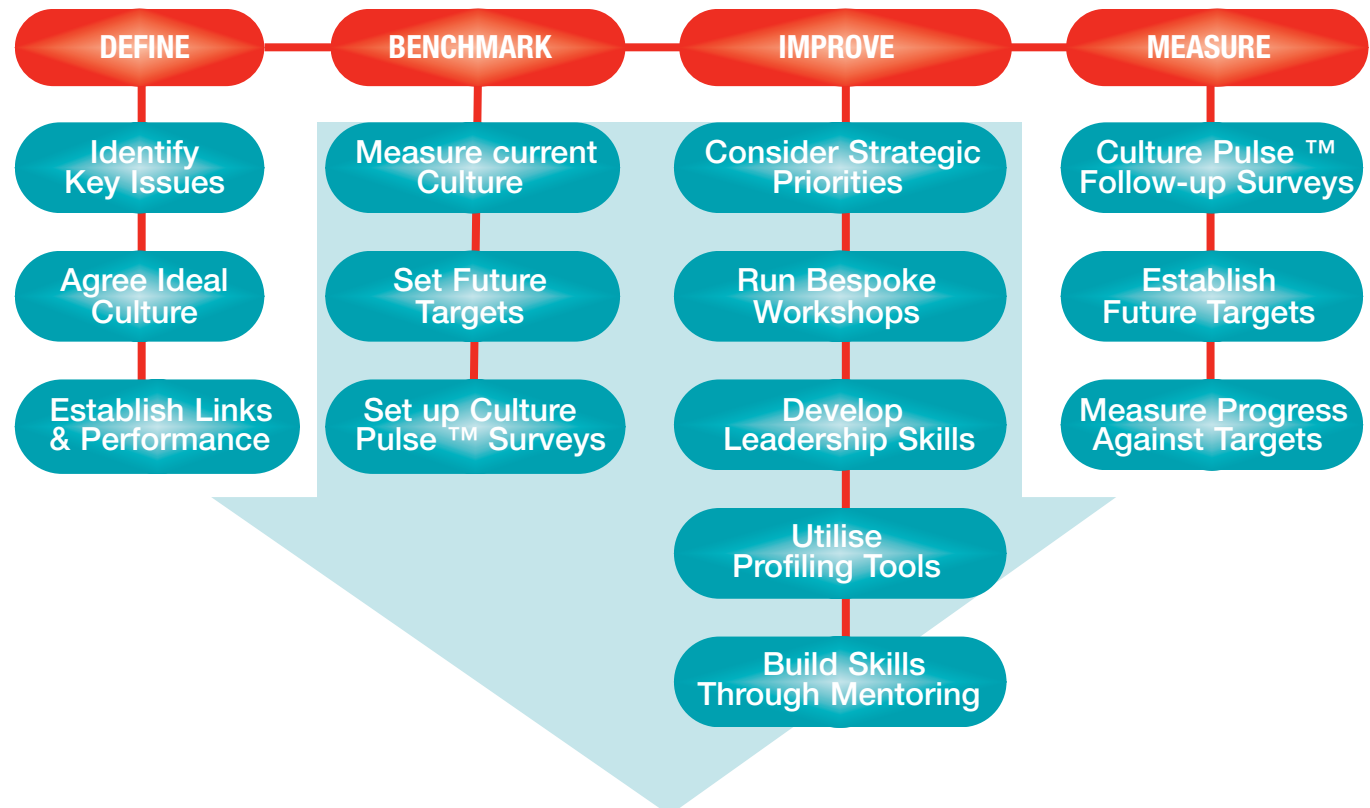 DEFINE
BENCHMARK
IMPROVE
MEASURE
Identify
Key Issues
Agree Ideal
Culture
Establish Links
& Performance
Measure current
Culture
Set Future
Targets
Set up Culture
Pulse ™ Surveys
Consider Strategic
Priorities
Run Bespoke
Workshops
Develop
Leadership Skills
Utilise
Profiling Tools
Build Skills
Through Mentoring
Culture Pulse ™
Follow-up Surveys
Establish
Future Targets
Measure Progress
Against Targets